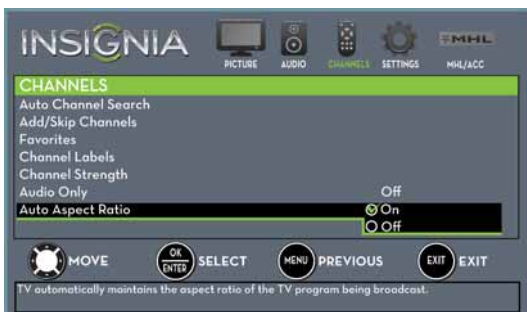 INSIGNIA
PICTURE AUDIO CHANNELS SETTINGS MHL/ACC
MHL
CHANNELS
Auto Channel Search
Add/Skip Channels
Favorites
Channel Labels
Channel Strength
Audio Only Off
Auto Aspect Ratio On
Off
MOVE OK ENTER SELECT MENU PREVIOUS EXIT EXIT
TV automatically maintains the aspect ratio of the TV program being broadcast.